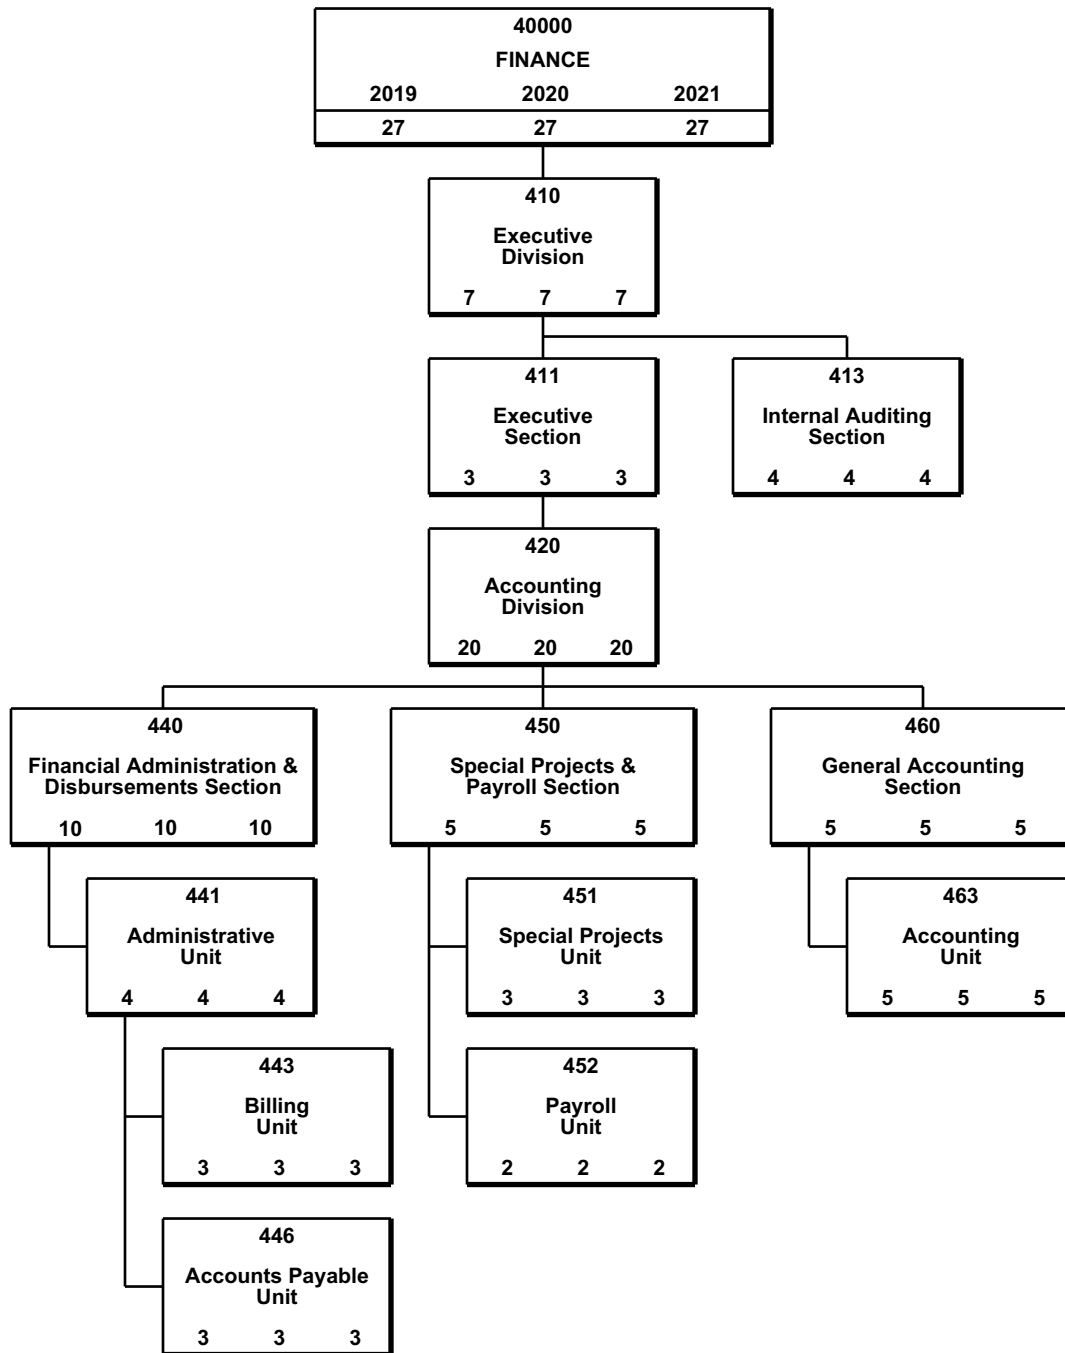 40000
FINANCE
2019 2020 2021
27 27 27
410
Executive
Division
7 7 7
411
Executive
Section
3 3 3
413
Internal Auditing
Section
4 4 4
420
Accounting
Division
20 20 20
440
Financial Administration &
Disbursements Section
10 10 10
450
Special Projects &
Payroll Section
5 5 5
460
General Accounting
Section
5 5 5
441
Administrative
Unit
4 4 4
451
Special Projects
Unit
3 3 3
463
Accounting
Unit
5 5 5
443
Billing
Unit
3 3 3
452
Payroll
Unit
2 2 2
446
Accounts Payable
Unit
3 3 3